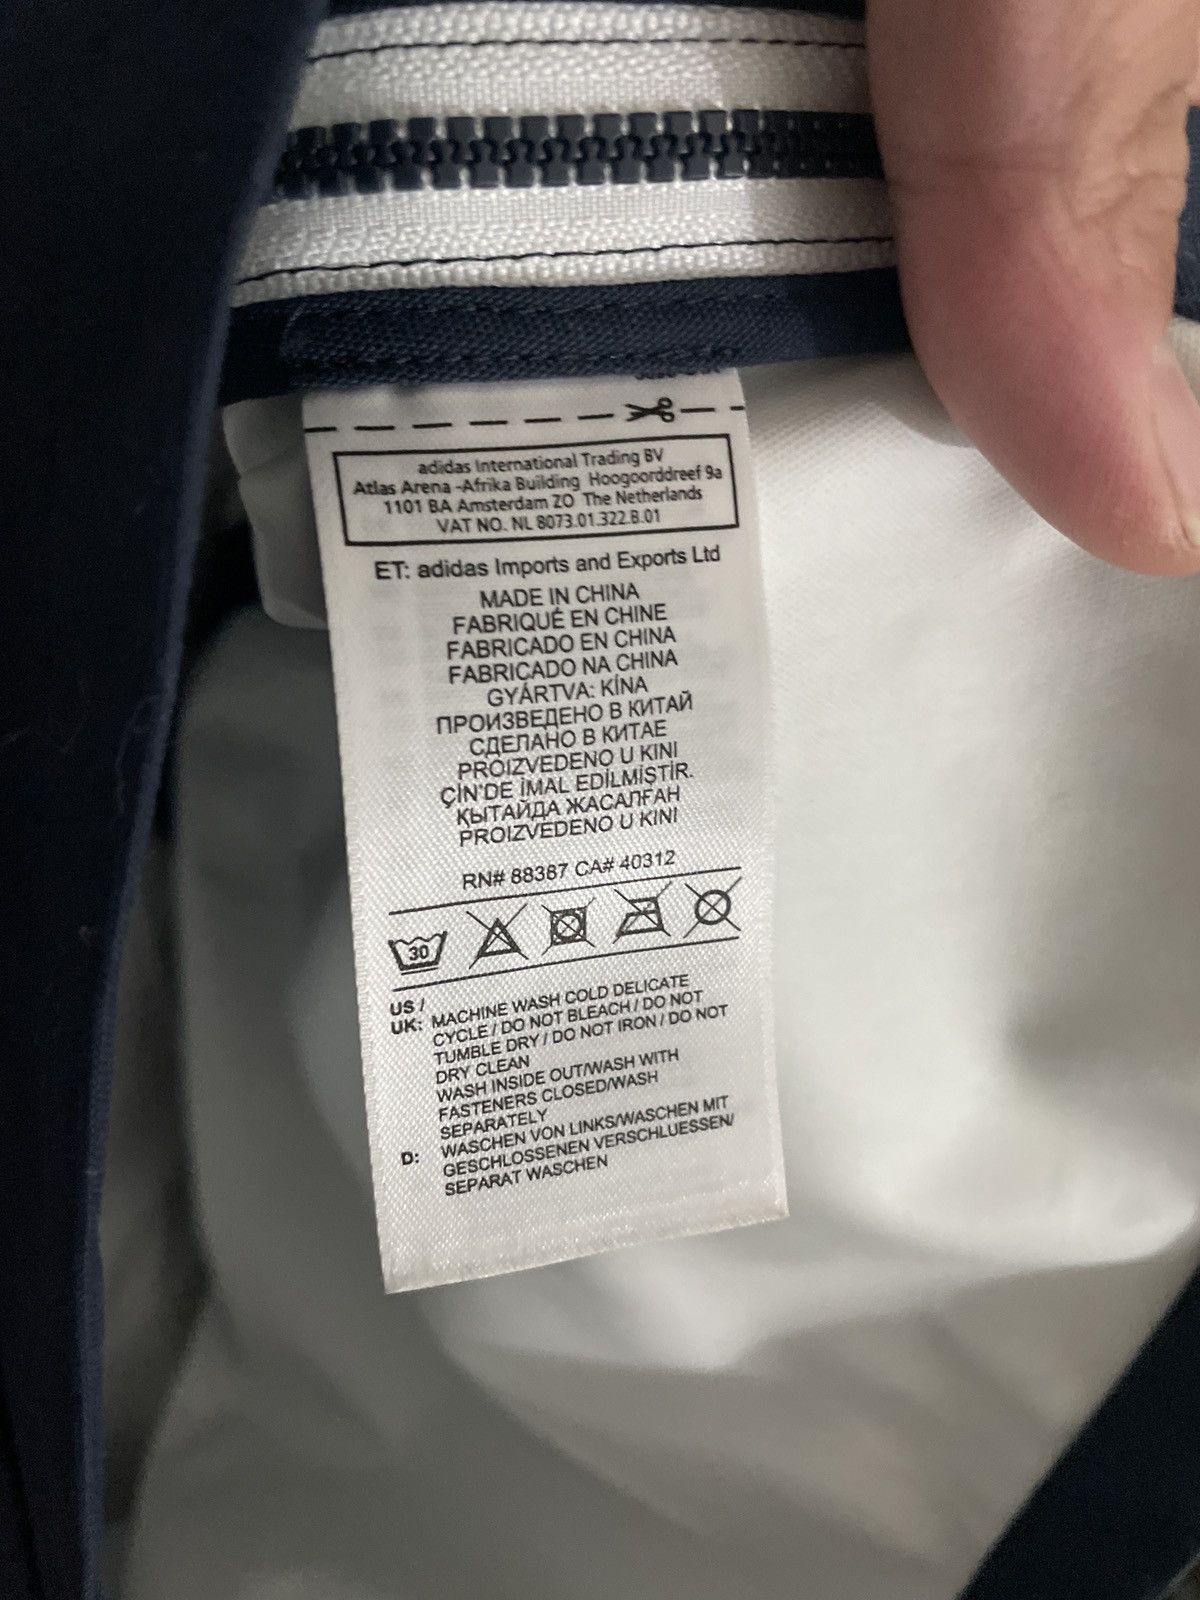 adidas International Trading BV
Atlas Arena -Afrika Building Hoogoorddreef 9a
1101 BA Amsterdam ZO The Netherlands
VAT NO. NL 8073.01.322.B.01
ET: adidas Imports and Exports Ltd
MADE IN CHINA
FABRIQUÉ EN CHINE
FABRICADO EN CHINA
FABRICADO NA CHINA
GYÁRTVA: KÍNA
ПРОИЗВЕДЕНО В КИТАЙ
СДЕЛАНО В КИТАЕ
PROIZVEDENO U KINI
ÇİN'DE İMAL EDİLMİŞTİR.
ҚЫТАЙДА ЖАСАЛҒАН
PROIZVEDENO U KINI
RN# 88387 CA# 40312
30
US /
UK: MACHINE WASH COLD DELICATE
CYCLE / DO NOT BLEACH / DO NOT
TUMBLE DRY / DO NOT IRON / DO NOT
DRY CLEAN
WASH INSIDE OUT/WASH WITH
FASTENERS CLOSED/WASH
SEPARATELY
D: WASCHEN VON LINKS/WASCHEN MIT
GESCHLOSSENEN VERSCHLUESSEN/
SEPARAT WASCHEN